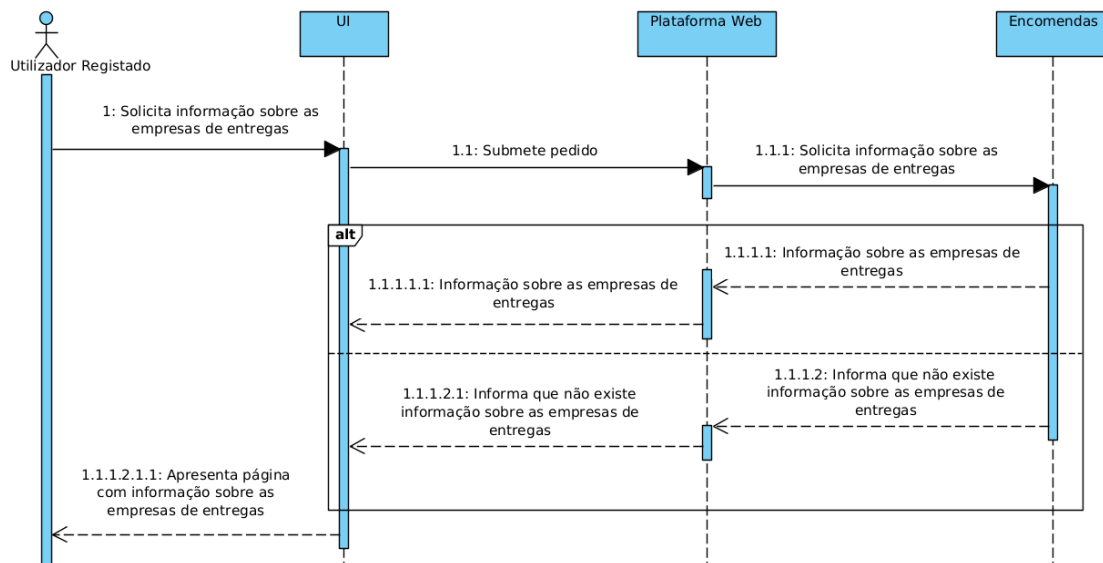 UI
Plataforma Web
Encomendas
Utilizador Registado
1: Solicita informação sobre as
empresas de entregas
1.1: Submete pedido
1.1.1: Solicita informação sobre as
empresas de entregas
alt
1.1.1.1: Informação sobre as empresas de
entregas
1.1.1.1.1: Informação sobre as empresas de
entregas
1.1.1.2: Informa que não existe
informação sobre as empresas de
entregas
1.1.1.2.1: Informa que não existe
informação sobre as empresas de
entregas
1.1.1.2.1.1: Apresenta página
com informação sobre as
empresas de entregas